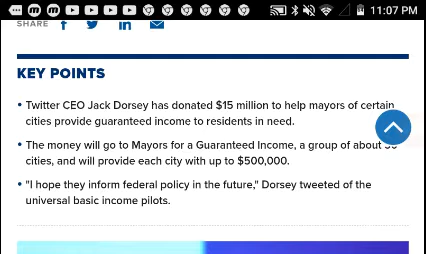 11:07 PM
SHARE
KEY POINTS
• Twitter CEO Jack Dorsey has donated $15 million to help mayors of certain
cities provide guaranteed income to residents in need.
• The money will go to Mayors for a Guaranteed Income, a group of about
cities, and will provide each city with up to $500,000.
• "I hope they inform federal policy in the future," Dorsey tweeted of the
universal basic income pilots.